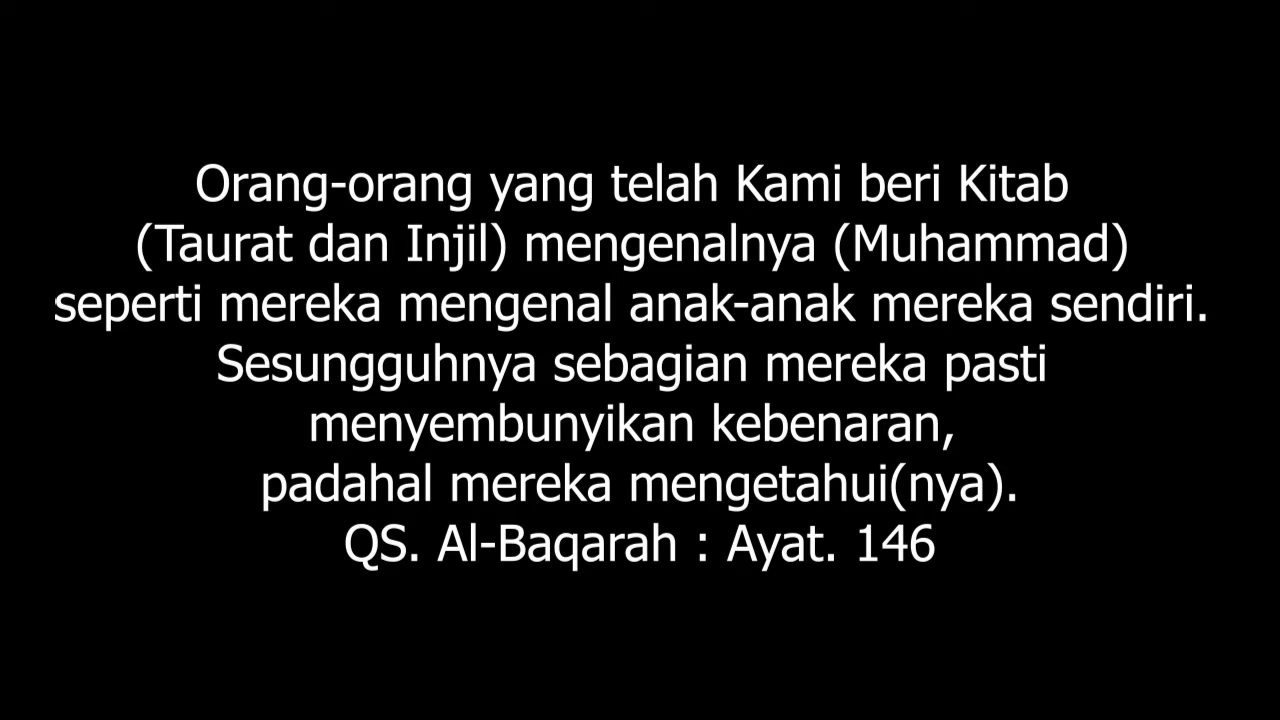 Orang-orang yang telah Kami beri Kitab
(Taurat dan Injil) mengenalnya (Muhammad)
seperti mereka mengenal anak-anak mereka sendiri.
Sesungguhnya sebagian mereka pasti
menyembunyikan kebenaran,
padahal mereka mengetahui(nya).
QS. Al-Baqarah : Ayat. 146